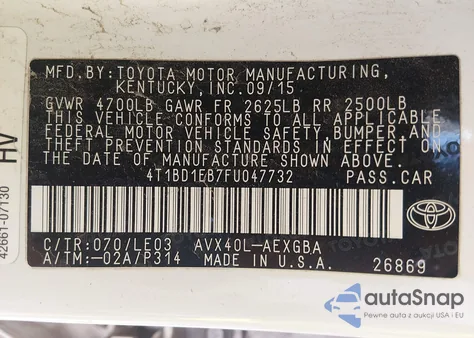 MFD.BY:TOYOTA MOTOR MANUFACTURING,
KENTUCKY,INC.09/15
GVWR 4700LB GAWR FR 2625LB RR 2500LB
THIS VEHICLE CONFORMS TO ALL APPLICABLE
FEDERAL MOTOR VEHICLE SAFETY,BUMPER,AND
THEFT PREVENTION STANDARDS IN EFFECT ON THE
DATE OF MANUFACTURE SHOWN ABOVE.
4T1BD1EB7FU047732 PASS.CAR
TOYOTA
C/TR:070/LE03 AVX40L-AEXGBA
A/TM:-02A/P314 MADE IN U.S.A. 26869
42661-07130
HV
autoSnap
Pewne auta z aukcji USA i EU